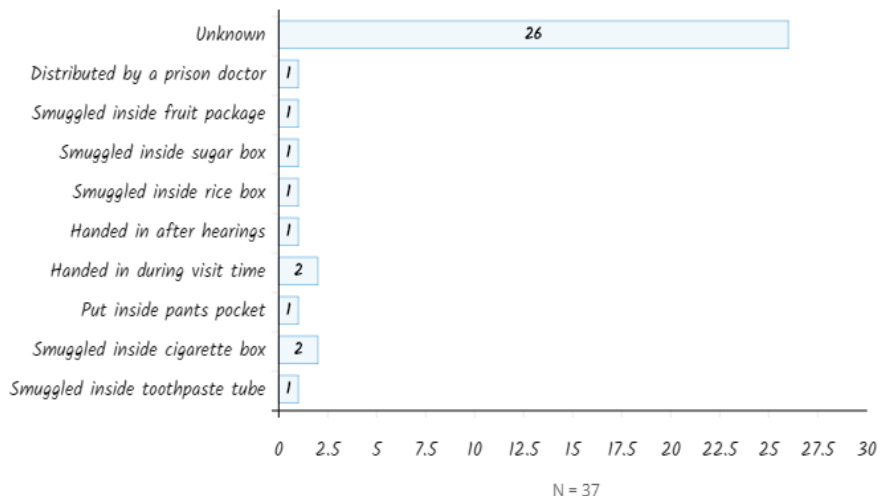 Unknown 26
Distributed by a prison doctor 1
Smuggled inside fruit package 1
Smuggled inside sugar box 1
Smuggled inside rice box 1
Handed in after hearings 1
Handed in during visit time 2
Put inside pants pocket 1
Smuggled inside cigarette box 2
Smuggled inside toothpaste tube 1
0 2.5 5 7.5 10 12.5 15 17.5 20 22.5 25 27.5 30
N = 37